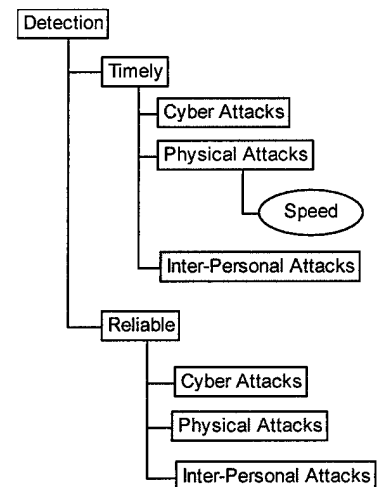 Detection
Timely
Cyber Attacks
Physical Attacks
Speed
Inter-Personal Attacks
Reliable
Cyber Attacks
Physical Attacks
Inter-Personal Attacks